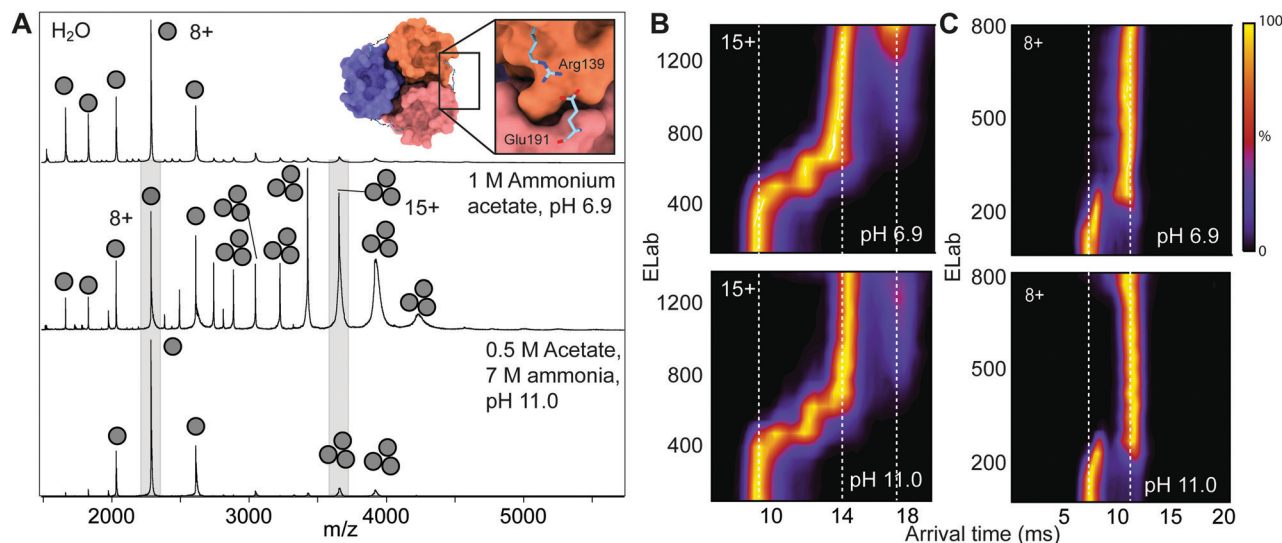 A
H₂O
8+
Arg139
Glu191
8+
1 M Ammonium
acetate, pH 6.9
15+
0.5 M Acetate,
7 M ammonia,
pH 11.0
2000
3000
4000
5000
m/z
B
15+
1200
800
400
ELab
pH 6.9
15+
1200
800
400
ELab
pH 11.0
10
14
18
C
800
8+
500
200
ELab
pH 6.9
800
8+
500
200
ELab
pH 11.0
5
10
15
20
Arrival time (ms)
100
%
0